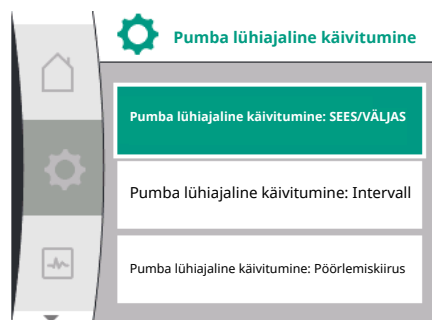 Pumba lühiajaline käivitumine
Pumba lühiajaline käivitumine: SEES/VÄLJAS
Pumba lühiajaline käivitumine: Intervall
Pumba lühiajaline käivitumine: Pöörlemiskiirus